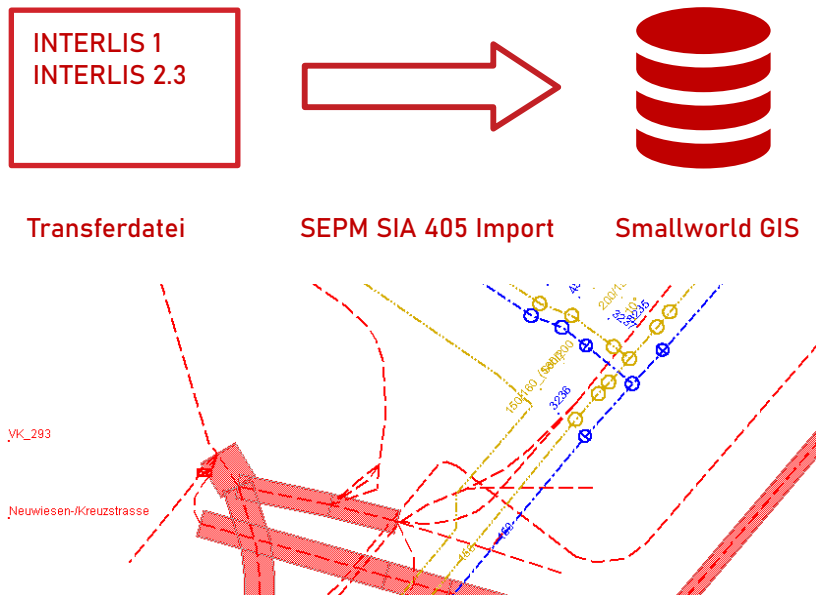 INTERLIS 1
INTERLIS 2.3
Transferdatei
SEPM SIA 405 Import
Smallworld GIS
3236
VK_293
Neuwiesen-/Kreuzstrasse